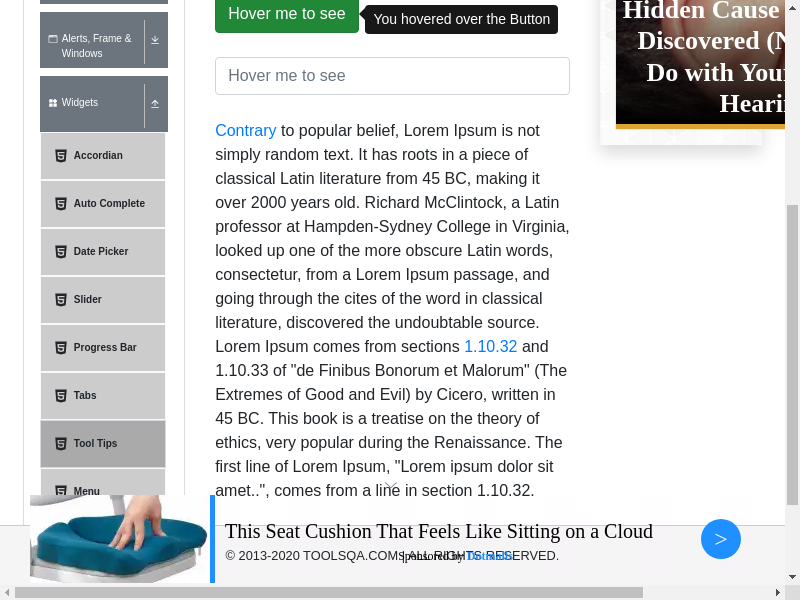 Hover me to see
You hovered over the Button
Hidden Cause
Discovered (N
Do with Your
Heari
Alerts, Frame &
Windows
Hover me to see
Widgets
Contrary to popular belief, Lorem Ipsum is not
simply random text. It has roots in a piece of
classical Latin literature from 45 BC, making it
over 2000 years old. Richard McClintock, a Latin
professor at Hampden-Sydney College in Virginia,
looked up one of the more obscure Latin words,
consectetur, from a Lorem Ipsum passage, and
going through the cites of the word in classical
literature, discovered the undoubtable source.
Lorem Ipsum comes from sections 1.10.32 and
1.10.33 of "de Finibus Bonorum et Malorum" (The
Extremes of Good and Evil) by Cicero, written in
45 BC. This book is a treatise on the theory of
ethics, very popular during the Renaissance. The
first line of Lorem Ipsum, "Lorem ipsum dolor sit
amet..", comes from a line in section 1.10.32.
Accordian
Auto Complete
Date Picker
Slider
Progress Bar
Tabs
Tool Tips
Menu
This Seat Cushion That Feels Like Sitting on a Cloud
© 2013-2020 TOOLSQA.COM | ALL RIGHTS RESERVED.
Sponsored by